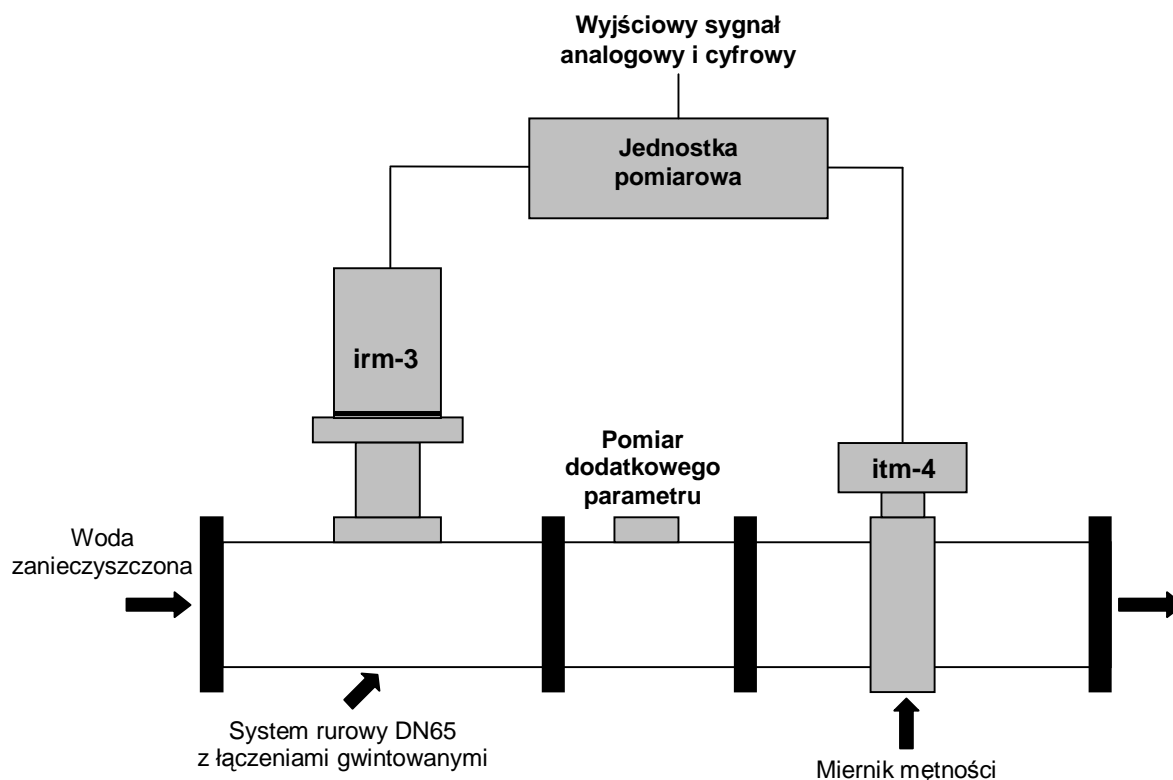 Wyjściowy sygnał
analogowy i cyfrowy
Jednostka
pomiarowa
irm-3
Pomiar
dodatkowego
parametru
itm-4
Woda
zanieczyszczona
System rurowy DN65
z łączeniami gwintowanymi
Miernik mętności